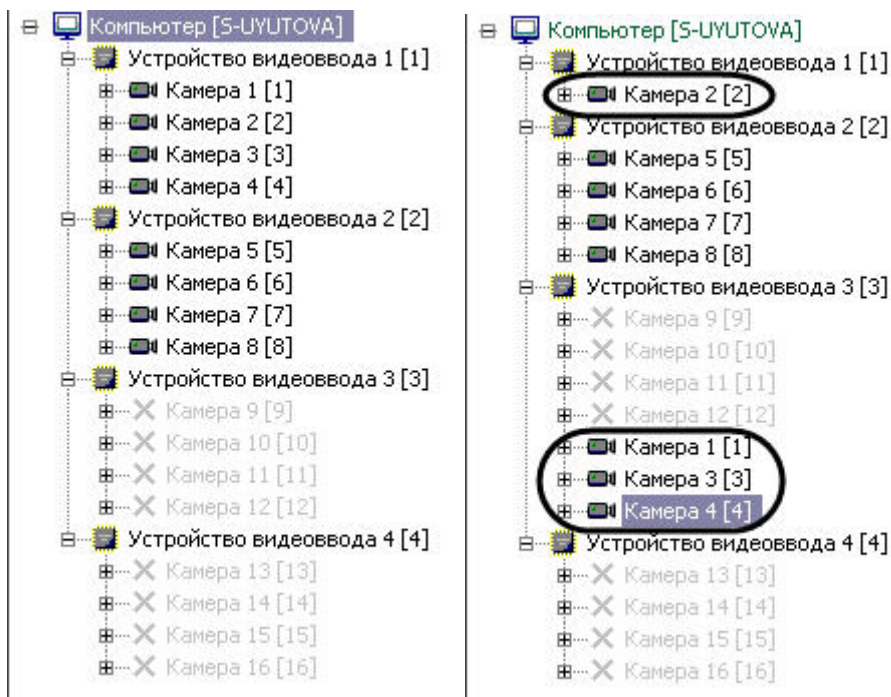 Компьютер [S-UYUTOVA]
Устройство видеоввода 1 [1]
Камера 1 [1]
Камера 2 [2]
Камера 3 [3]
Камера 4 [4]
Устройство видеоввода 2 [2]
Камера 5 [5]
Камера 6 [6]
Камера 7 [7]
Камера 8 [8]
Устройство видеоввода 3 [3]
Камера 9 [9]
Камера 10 [10]
Камера 11 [11]
Камера 12 [12]
Устройство видеоввода 4 [4]
Камера 13 [13]
Камера 14 [14]
Камера 15 [15]
Камера 16 [16]
Компьютер [S-UYUTOVA]
Устройство видеоввода 1 [1]
Камера 2 [2]
Устройство видеоввода 2 [2]
Камера 5 [5]
Камера 6 [6]
Камера 7 [7]
Камера 8 [8]
Устройство видеоввода 3 [3]
Камера 9 [9]
Камера 10 [10]
Камера 11 [11]
Камера 12 [12]
Камера 1 [1]
Камера 3 [3]
Камера 4 [4]
Устройство видеоввода 4 [4]
Камера 13 [13]
Камера 14 [14]
Камера 15 [15]
Камера 16 [16]